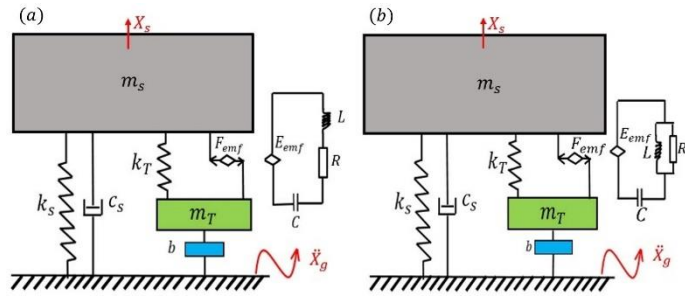 (a)
X_s
m_s
k_s
c_s
k_T
F_emf
m_T
b
E_emf
L
R
C
Ẍ_g
(b)
X_s
m_s
k_s
c_s
k_T
F_emf
m_T
b
E_emf
L
R
C
Ẍ_g